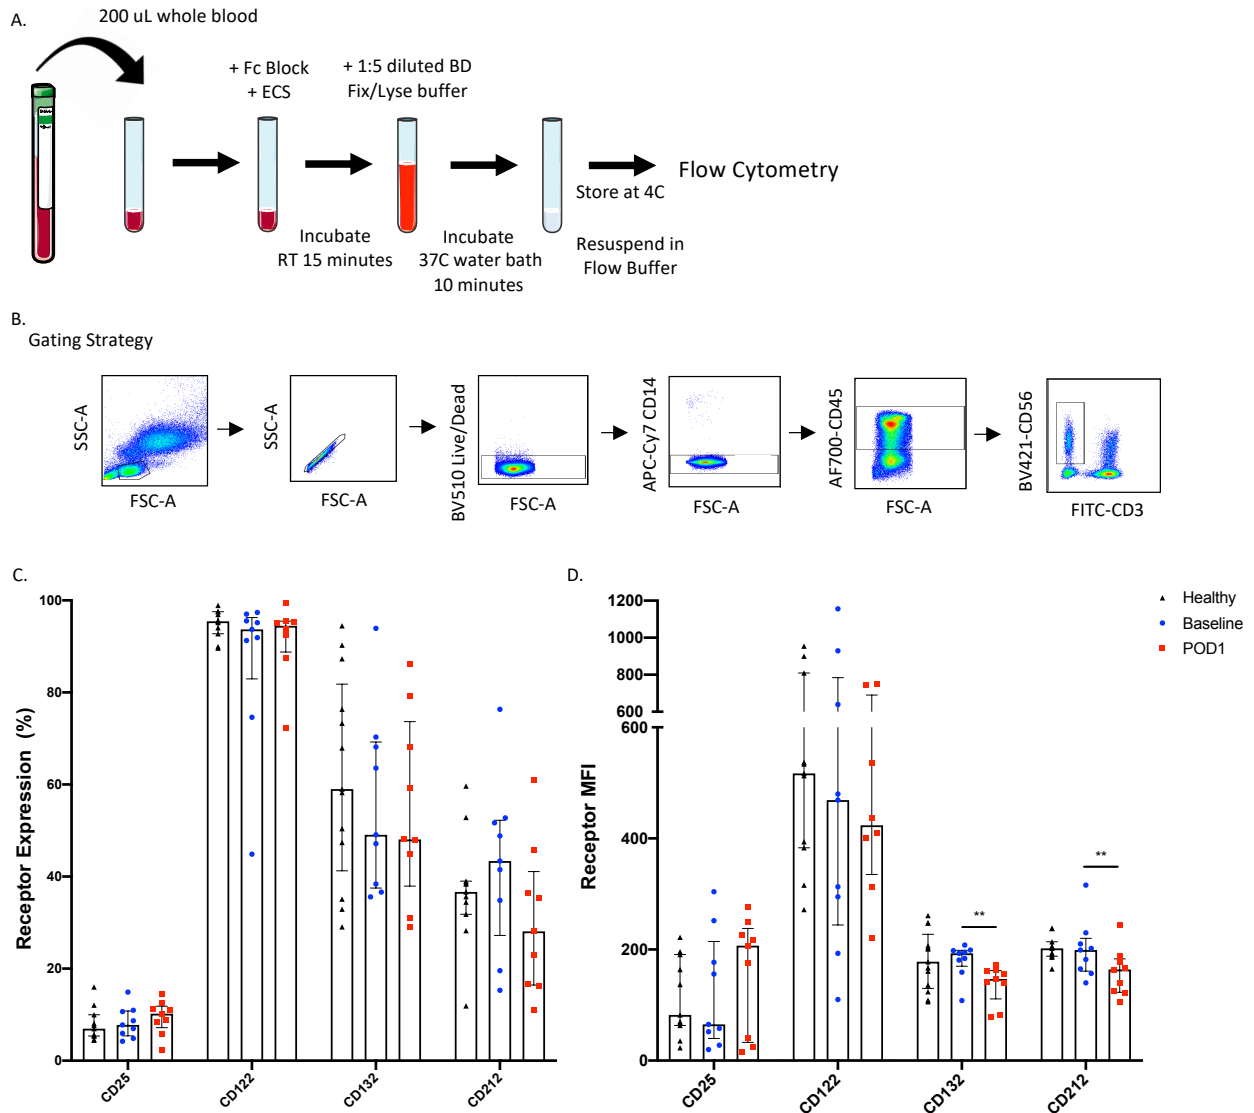 A.
200 uL whole blood
+ Fc Block
+ ECS
+ 1:5 diluted BD
Fix/Lyse buffer
Incubate
RT 15 minutes
Incubate
37C water bath
10 minutes
Store at 4C
Resuspend in
Flow Buffer
Flow Cytometry
B.
Gating Strategy
SSC-A
FSC-A
SSC-A
FSC-A
BV510 Live/Dead
FSC-A
APC-Cy7 CD14
FSC-A
AF700-CD45
FSC-A
BV421-CD56
FITC-CD3
C.
Receptor Expression (%)
100
80
60
40
20
0
CD25
CD122
CD132
CD212
D.
Receptor MFI
1200
1000
800
600
600
400
200
0
**
**
CD25
CD122
CD132
CD212
Healthy
Baseline
POD1